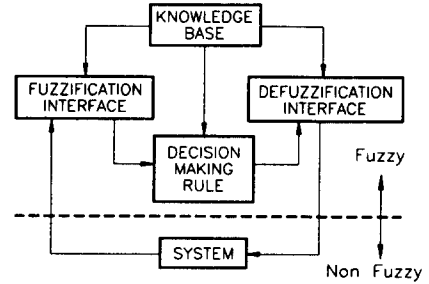 KNOWLEDGE
BASE
FUZZIFICATION
INTERFACE
DEFUZZIFICATION
INTERFACE
DECISION
MAKING
RULE
Fuzzy
SYSTEM
Non Fuzzy